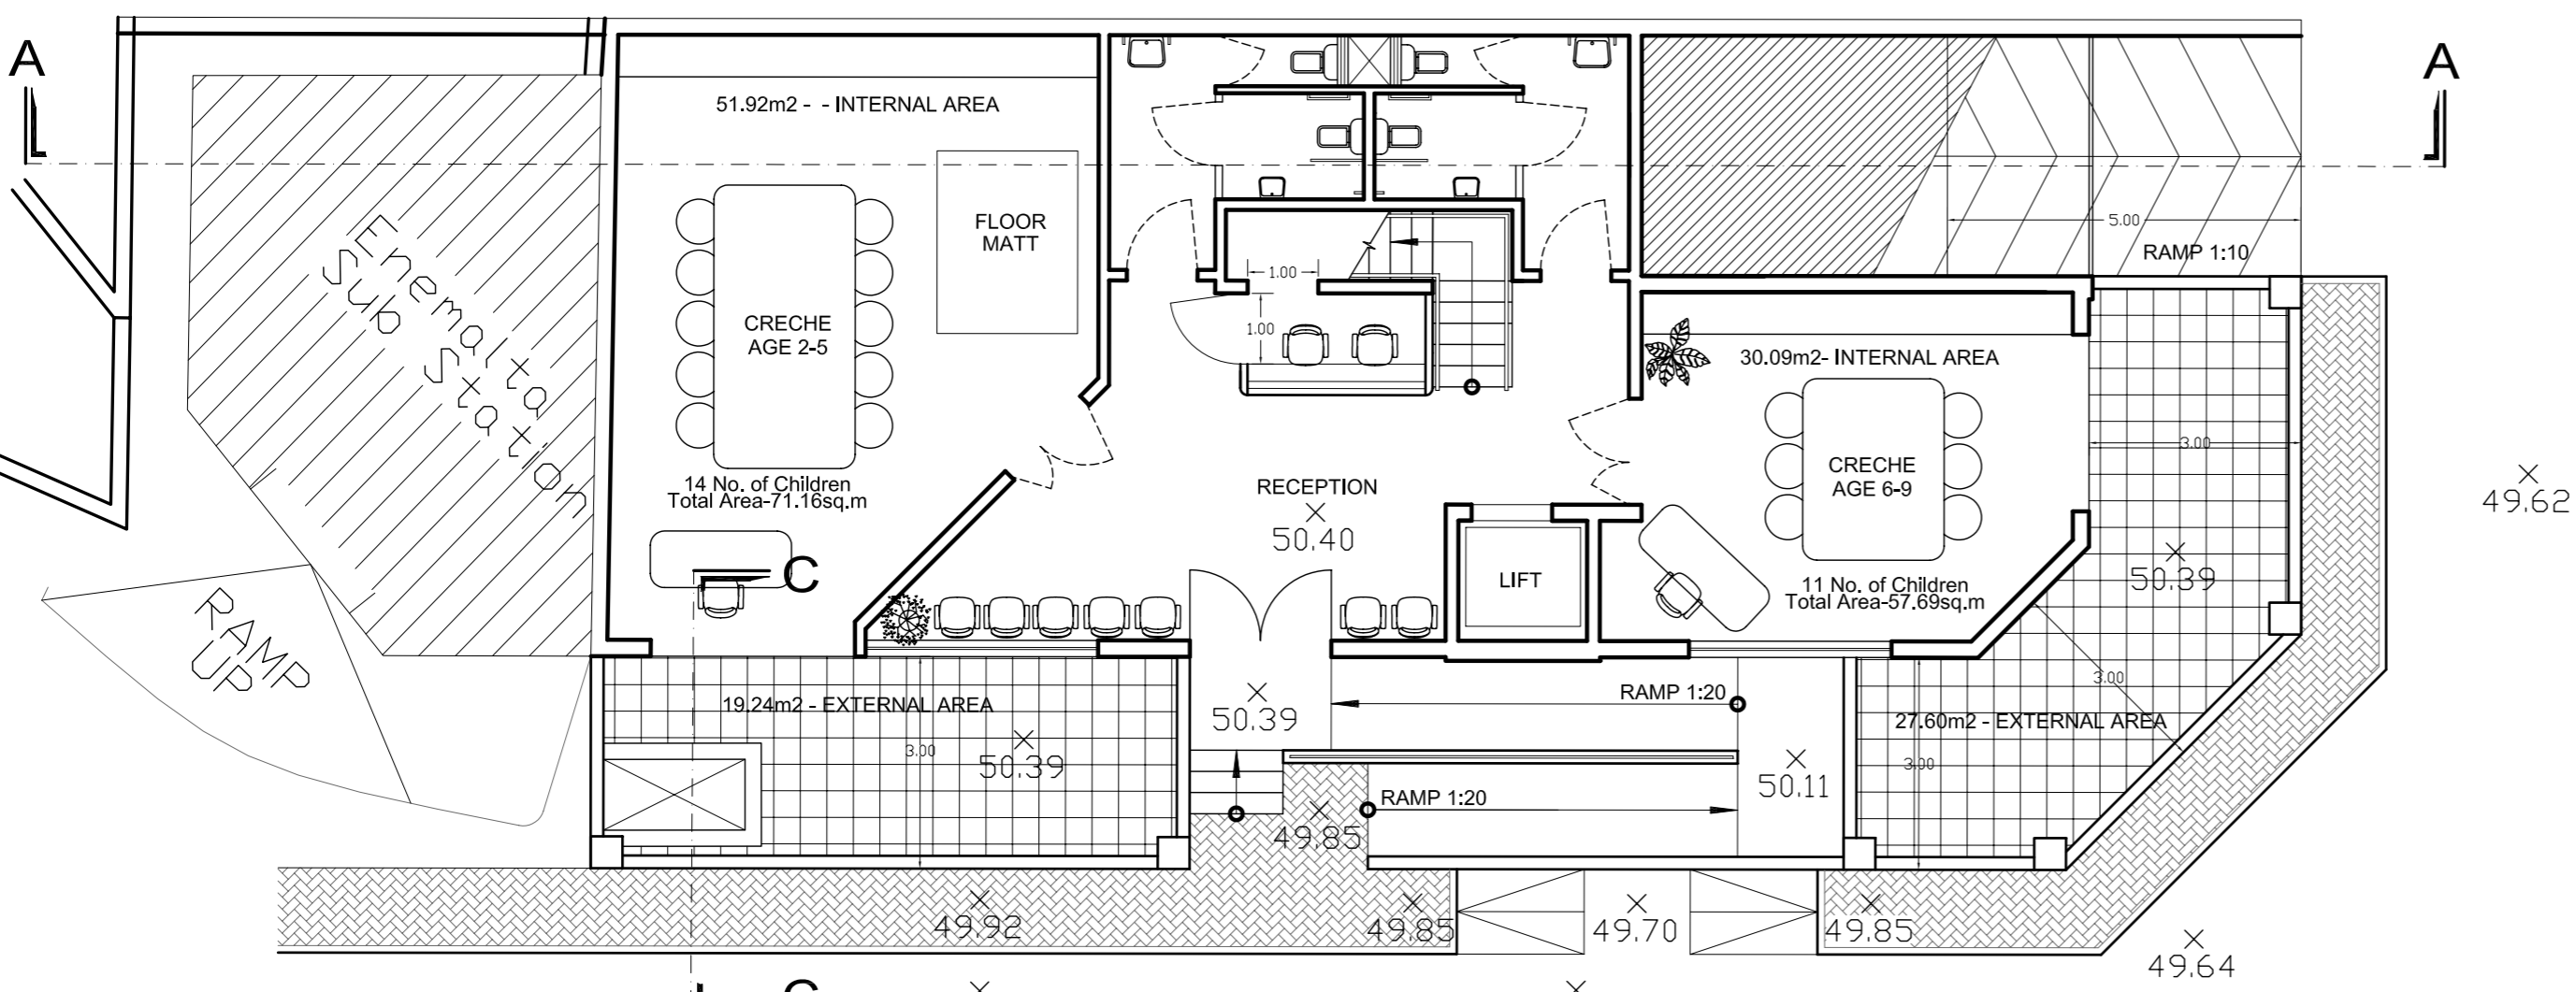 A
A
51.92m2 - - INTERNAL AREA
FLOOR
MATT
5.00
RAMP 1:10
Enemalta
Sub Station
1.00
1.00
CRECHE
AGE 2-5
30.09m2- INTERNAL AREA
3.00
CRECHE
AGE 6-9
14 No. of Children
Total Area-71.16sq.m
RECEPTION
50.40
49.62
C
LIFT
11 No. of Children
Total Area-57.69sq.m
50.39
RAMP
UP
19.24m2 - EXTERNAL AREA
3.00
50.39
50.39
RAMP 1:20
3.00
27.60m2 - EXTERNAL AREA
3.00
50.11
RAMP 1:20
49.85
49.92
49.85
49.70
49.85
49.64